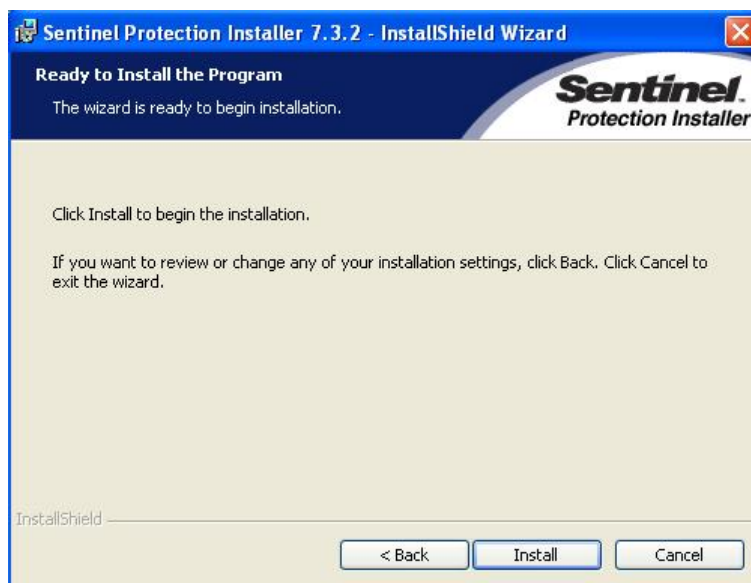 Sentinel Protection Installer 7.3.2 - InstallShield Wizard
Ready to Install the Program
The wizard is ready to begin installation.
Sentinel.
Protection Installer
Click Install to begin the installation.
If you want to review or change any of your installation settings, click Back. Click Cancel to
exit the wizard.
InstallShield
< Back
Install
Cancel